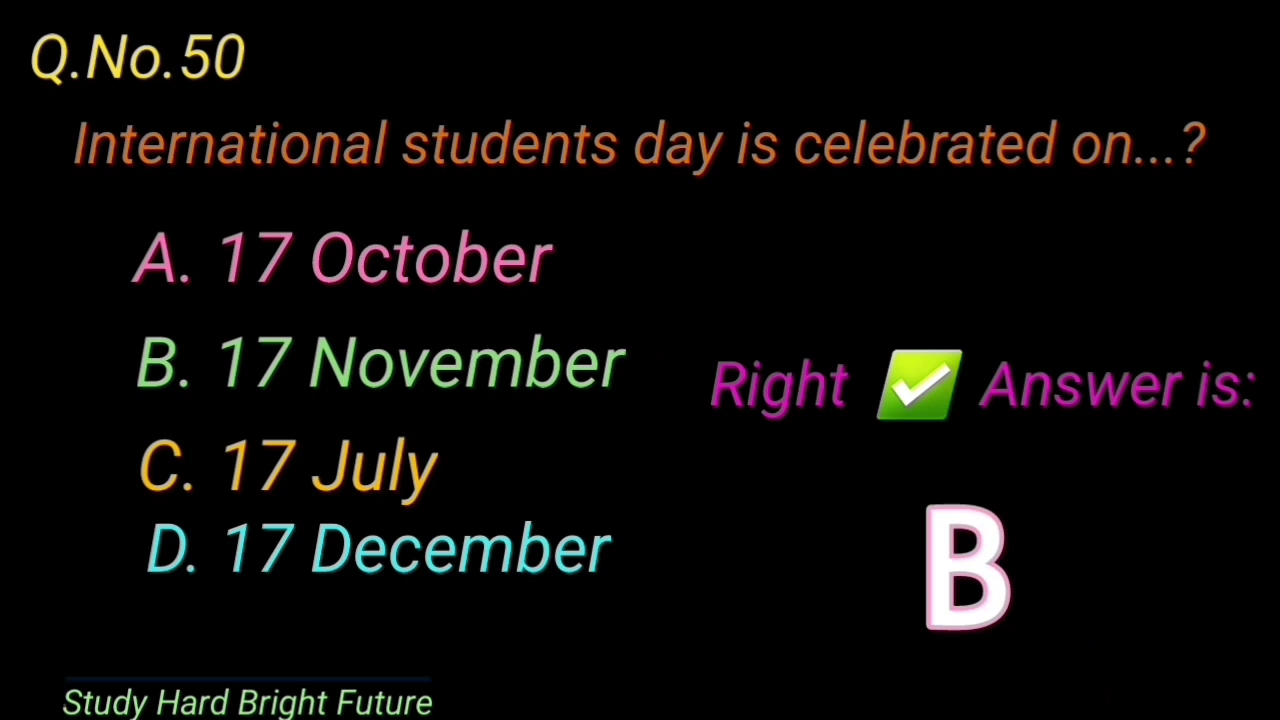 Q.No.50
International students day is celebrated on...?
A. 17 October
B. 17 November
C. 17 July
D. 17 December
Right ✅ Answer is:
B
Study Hard Bright Future